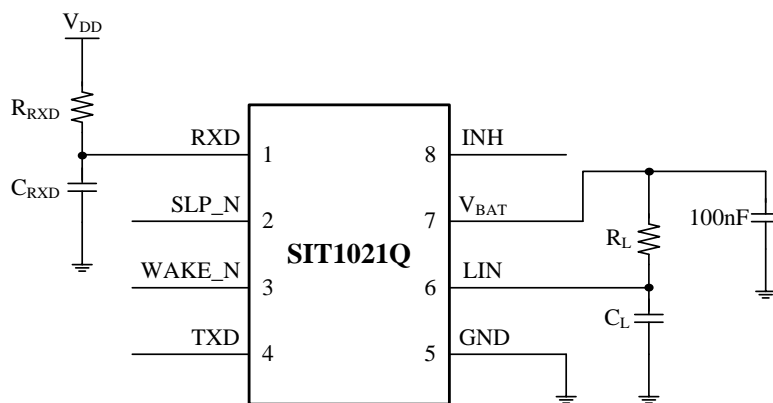 VDD
RRXD
CRXD
RXD
1
SLP_N
2
WAKE_N
3
TXD
4
SIT1021Q
INH
8
VBAT
7
LIN
6
GND
5
RL
CL
100nF